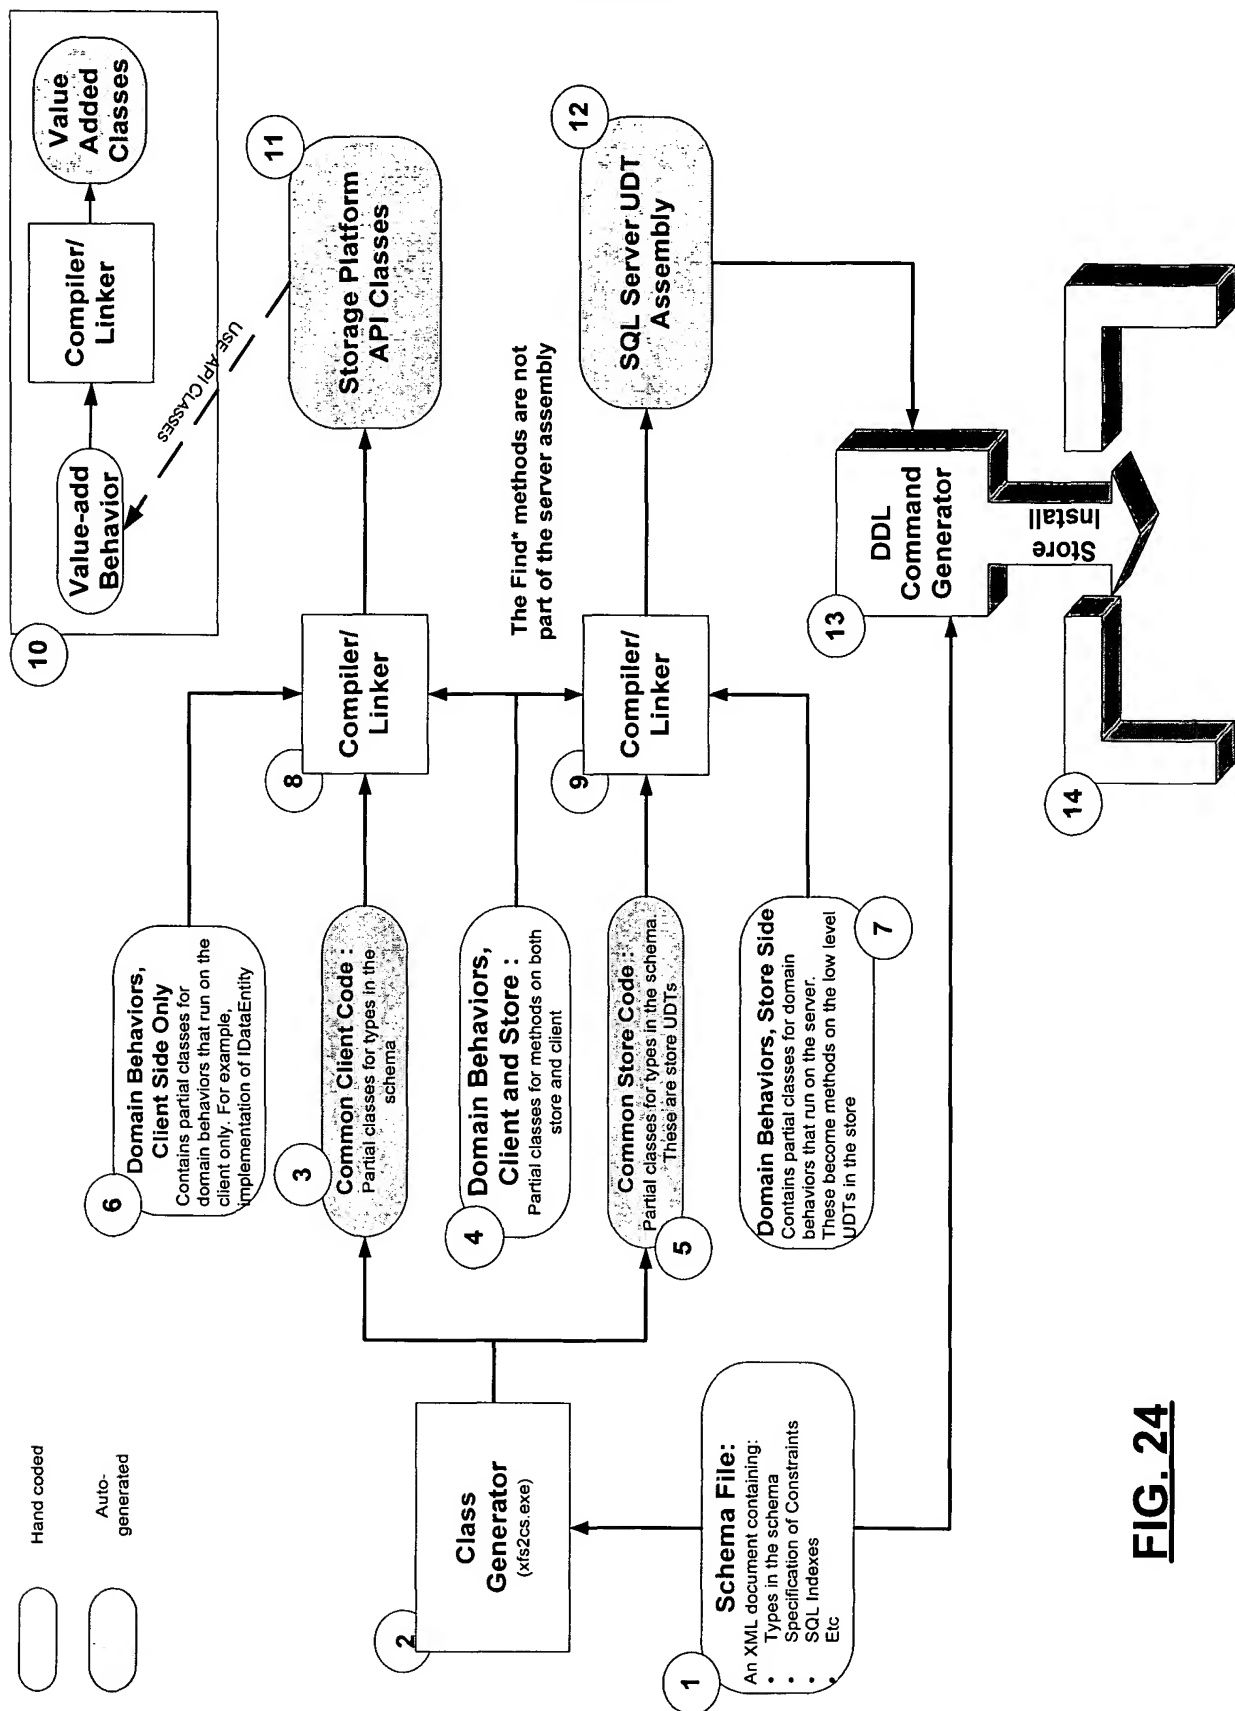 Hand coded
Auto-
generated
1
Schema File:
An XML document containing:
• Types in the schema
• Specification of Constraints
• SQL Indexes
• Etc
2
Class
Generator
(xfs2cs.exe)
6
Domain Behaviors,
Client Side Only
Contains partial classes for
domain behaviors that run on the
client only. For example,
implementation of IDataEntity
3
Common Client Code :
Partial classes for types in the
schema
4
Domain Behaviors,
Client and Store :
Partial classes for methods on both
store and client
5
Common Store Code :
Partial classes for types in the schema.
These are store UDTs
7
Domain Behaviors, Store Side
Contains partial classes for domain
behaviors that run on the server.
These become methods on the low level
UDTs in the store
8
Compiler/
Linker
9
Compiler/
Linker
The Find* methods are not
part of the server assembly
10
Value-add
Behavior
Compiler/
Linker
Value
Added
Classes
USE API CLASSES
11
Storage Platform
API Classes
12
SQL Server UDT
Assembly
13
DDL
Command
Generator
Store
Install
14
FIG. 24